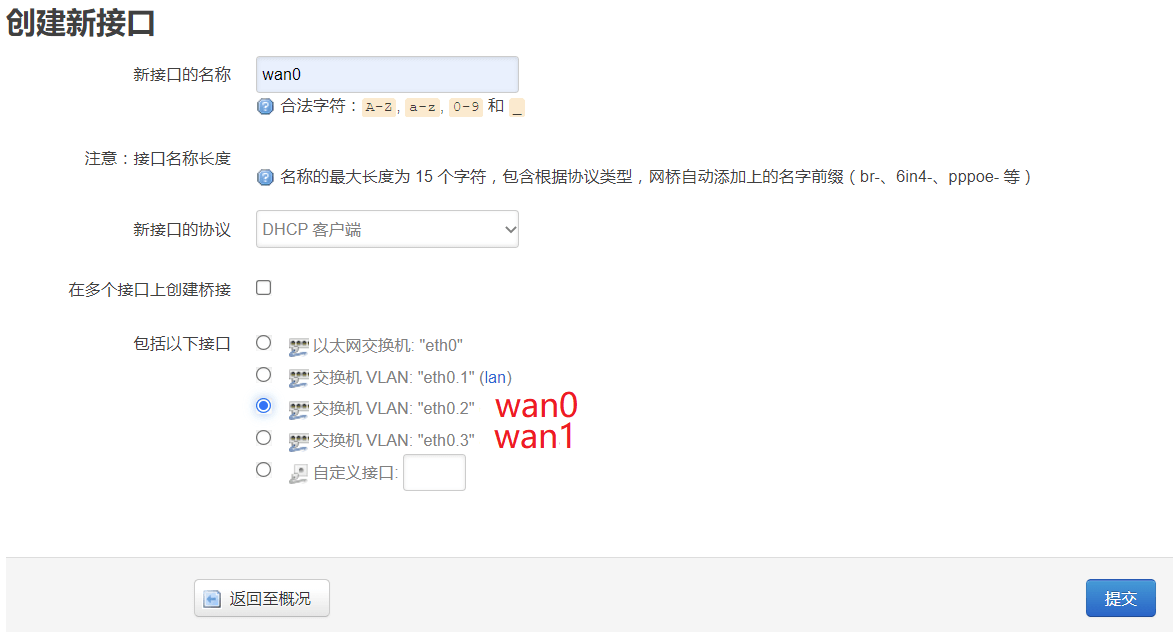 创建新接口
新接口的名称 wan0
合法字符：A-Z, a-z, 0-9 和 _
注意：接口名称长度
名称的最大长度为 15 个字符，包含根据协议类型，网桥自动添加上的名字前缀（br-、6in4-、pppoe- 等）
新接口的协议 DHCP 客户端
在多个接口上创建桥接
包括以下接口 以太网交换机: "eth0"
交换机 VLAN: "eth0.1" (lan)
交换机 VLAN: "eth0.2" wan0
交换机 VLAN: "eth0.3" wan1
自定义接口:
返回至概况 提交